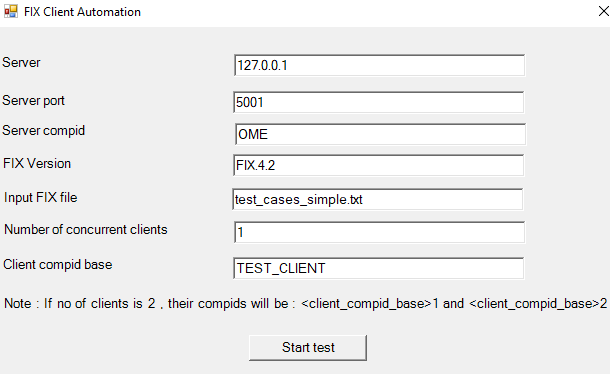 FIX Client Automation
Server 127.0.0.1
Server port 5001
Server compid OME
FIX Version FIX.4.2
Input FIX file test_cases_simple.txt
Number of concurrent clients 1
Client compid base TEST_CLIENT
Note : If no of clients is 2 , their compids will be : <client_compid_base>1 and <client_compid_base>2
Start test